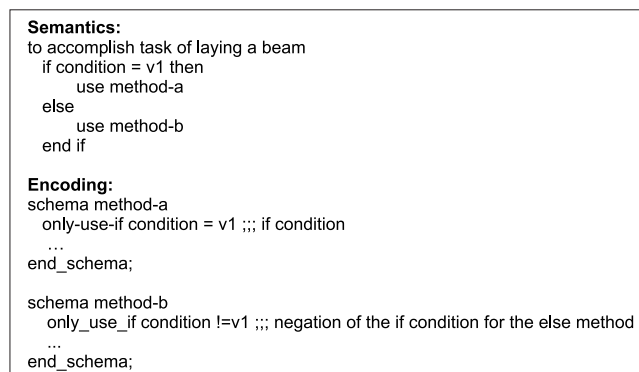 Semantics:
to accomplish task of laying a beam
if condition = v1 then
use method-a
else
use method-b
end if
Encoding:
schema method-a
only-use-if condition = v1 ;;; if condition
…
end_schema;
schema method-b
only_use_if condition !=v1 ;;; negation of the if condition for the else method
...
end_schema;